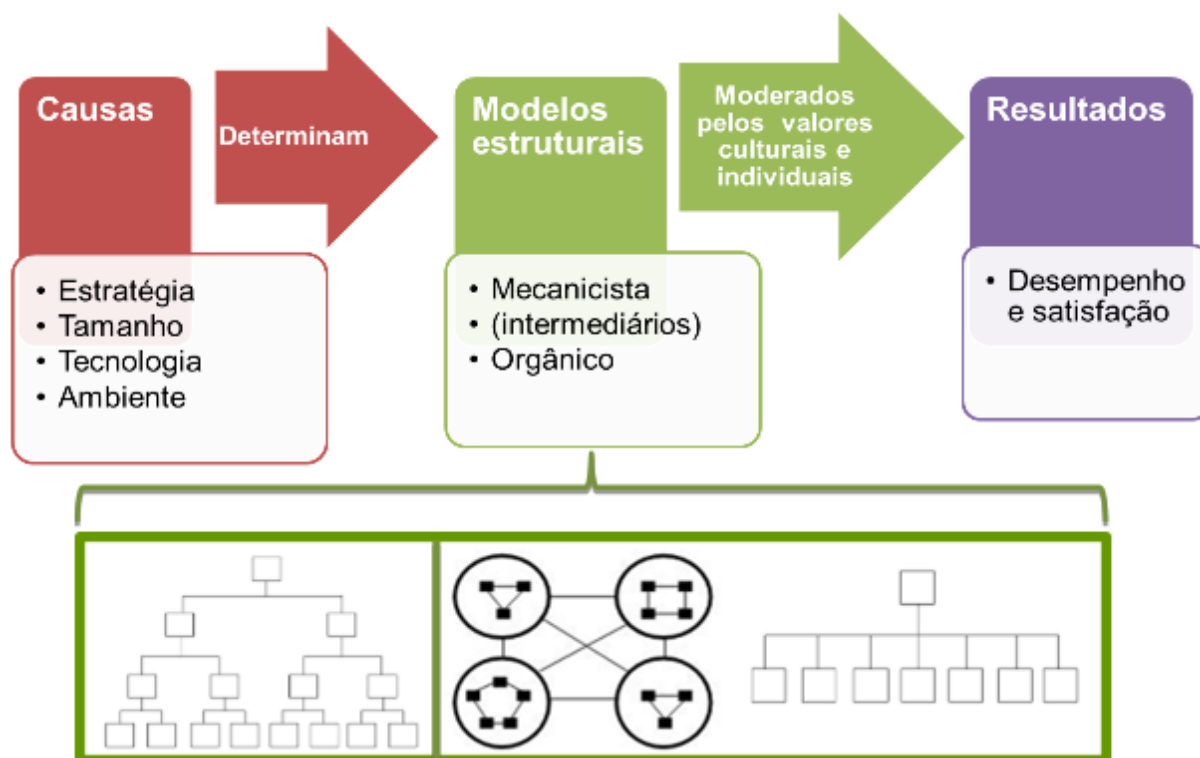 Causas
Determinam
Modelos
estruturais
Moderados
pelos valores
culturais e
individuais
Resultados
• Estratégia
• Tamanho
• Tecnologia
• Ambiente
• Mecanicista
• (intermediários)
• Orgânico
• Desempenho
e satisfação